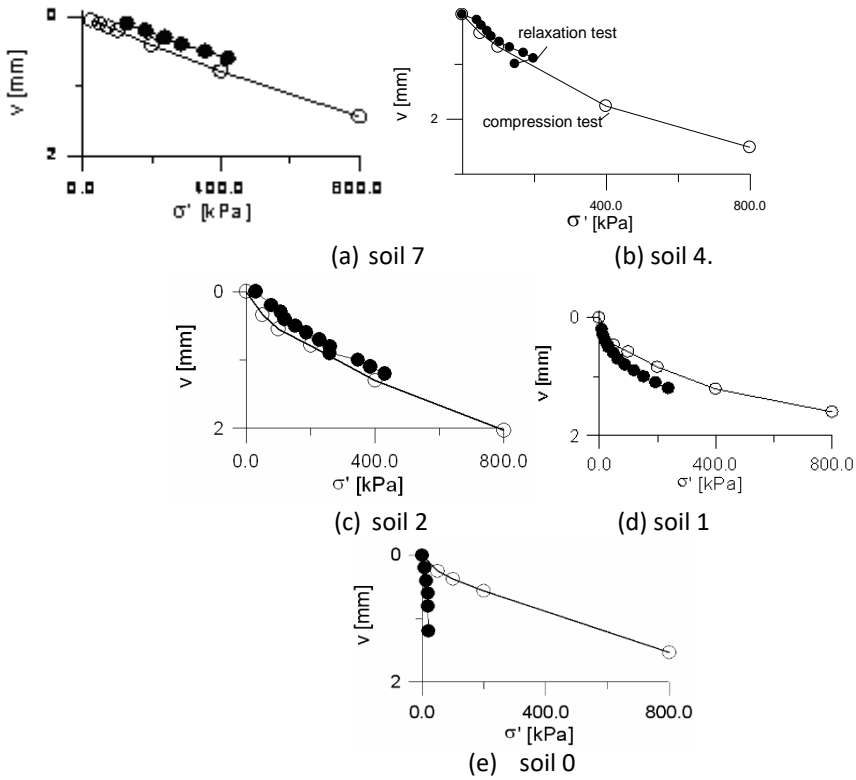 0
v [mm]
2
0.0 400.0 800.0
σ' [kPa]
relaxation test
v [mm]
2
compression test
400.0 800.0
σ' [kPa]
(a) soil 7
(b) soil 4.
0
v [mm]
2
0.0 400.0 800.0
σ' [kPa]
0
v [mm]
2
0.0 400.0 800.0
σ' [kPa]
(c) soil 2
(d) soil 1
0
v [mm]
2
0.0 400.0 800.0
σ' [kPa]
(e) soil 0